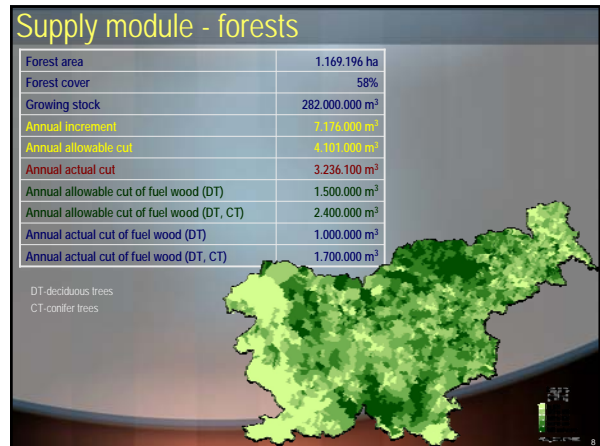 Supply module - forests
Forest area 1.169.196 ha
Forest cover 58%
Growing stock 282.000.000 m³
Annual increment 7.176.000 m³
Annual allowable cut 4.101.000 m³
Annual actual cut 3.236.100 m³
Annual allowable cut of fuel wood (DT) 1.500.000 m³
Annual allowable cut of fuel wood (DT, CT) 2.400.000 m³
Annual actual cut of fuel wood (DT) 1.000.000 m³
Annual actual cut of fuel wood (DT, CT) 1.700.000 m³
DT-deciduous trees
CT-conifer trees
8